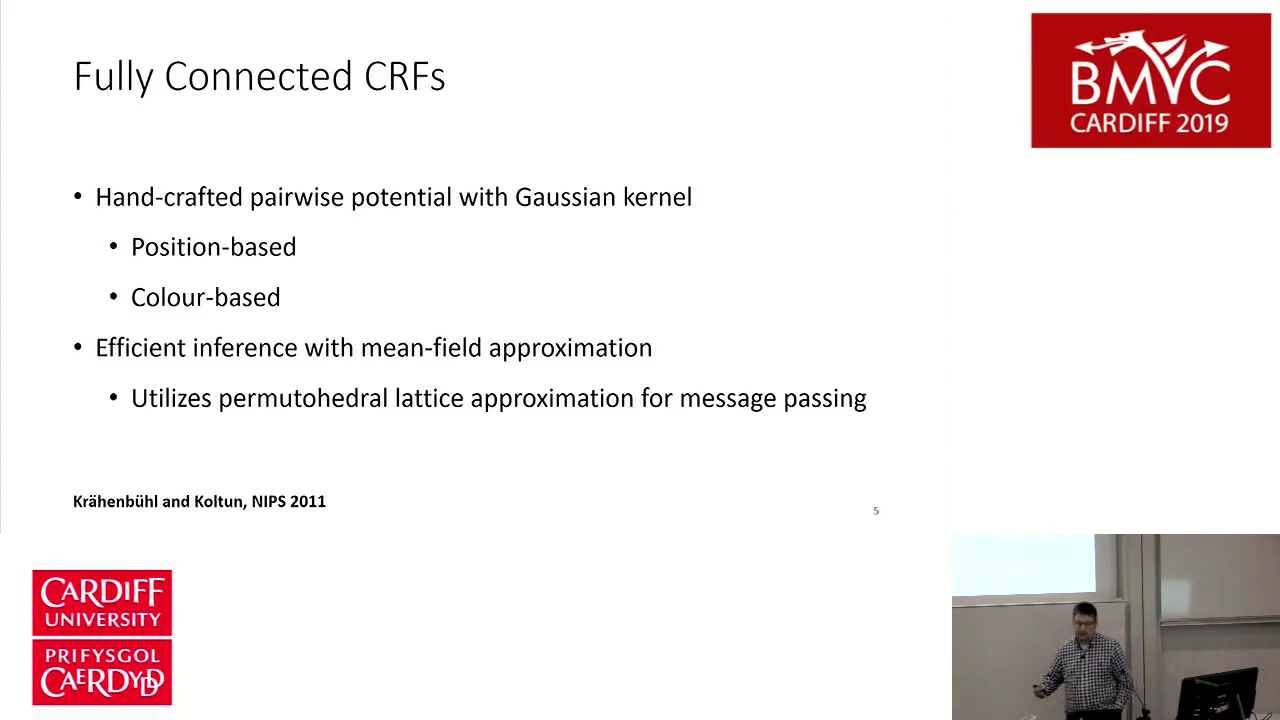 Fully Connected CRFs
BMVC
CARDIFF 2019
• Hand-crafted pairwise potential with Gaussian kernel
• Position-based
• Colour-based
• Efficient inference with mean-field approximation
• Utilizes permutohedral lattice approximation for message passing
Krähenbühl and Koltun, NIPS 2011
5
CARDIFF
UNIVERSITY
PRIFYSGOL
CAERDYDD